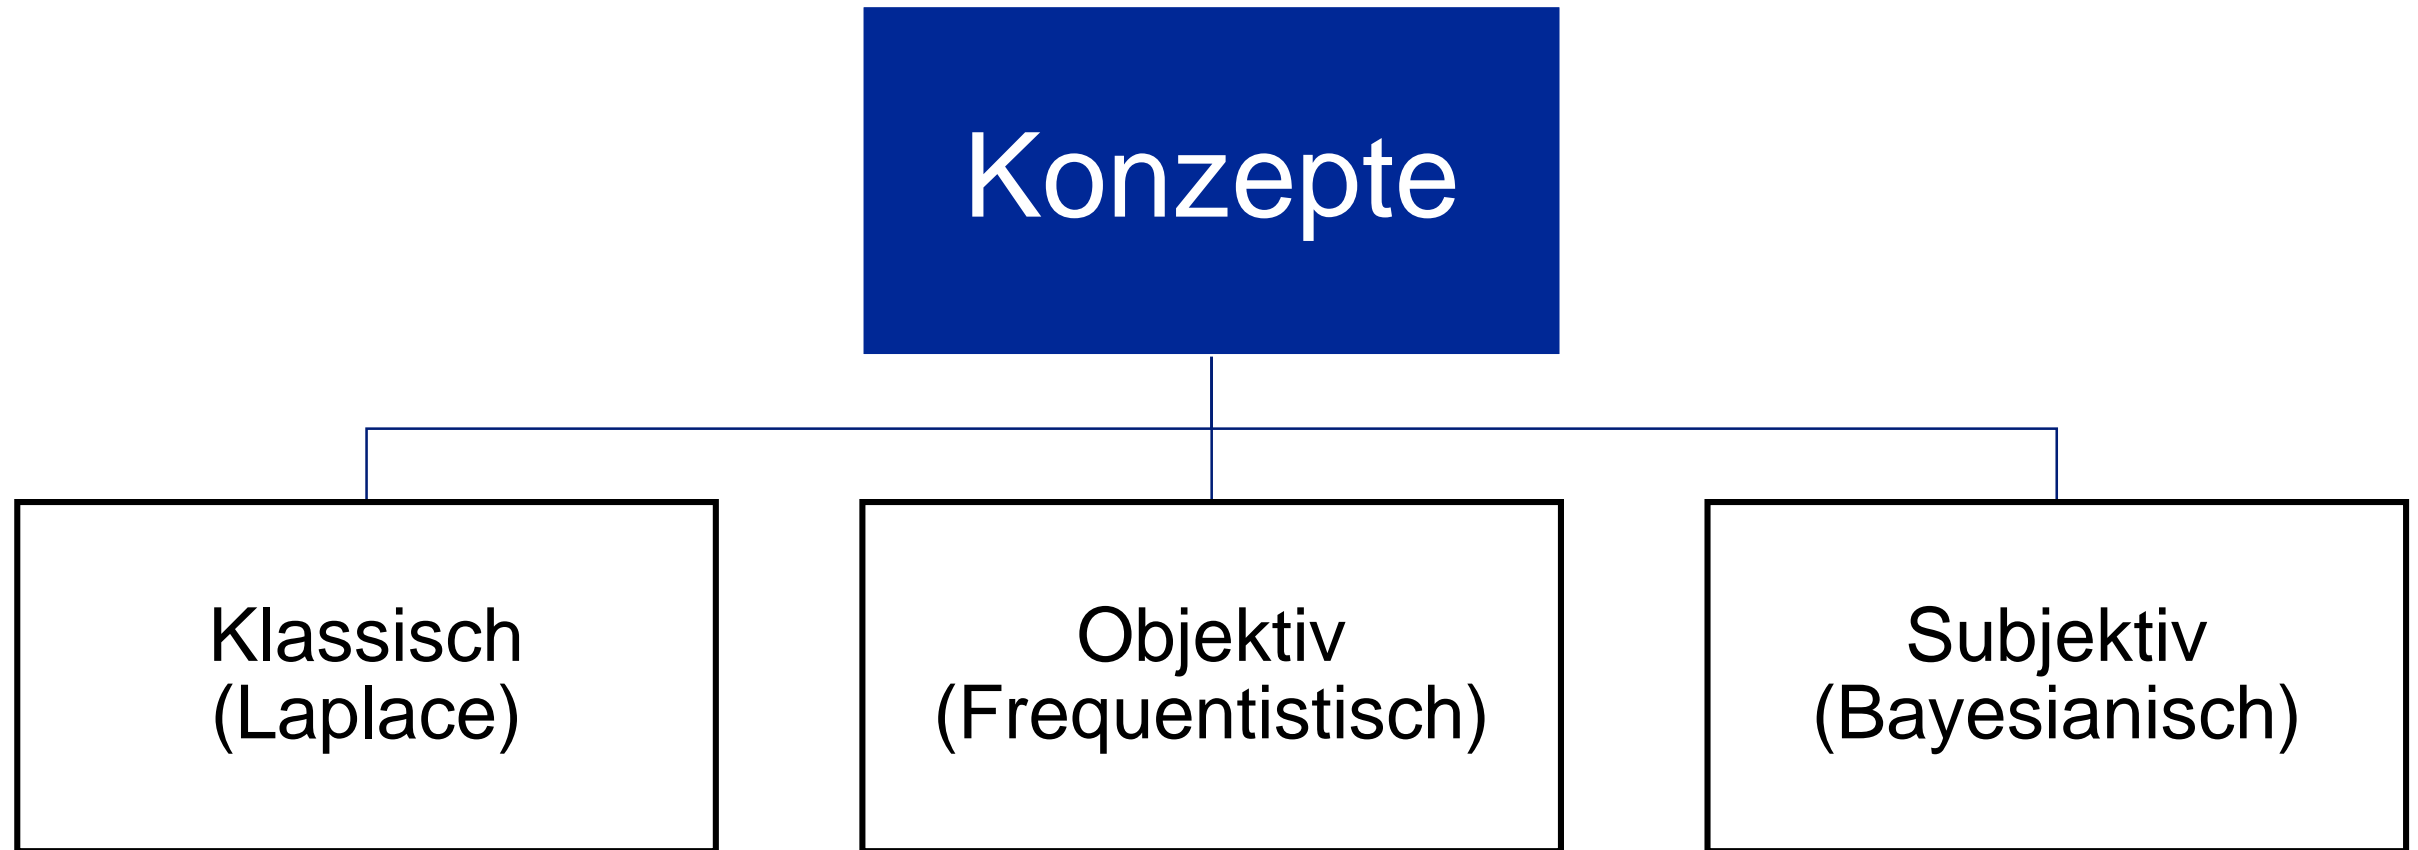 Konzepte
Klassisch
(Laplace)
Objektiv
(Frequentistisch)
Subjektiv
(Bayesianisch)